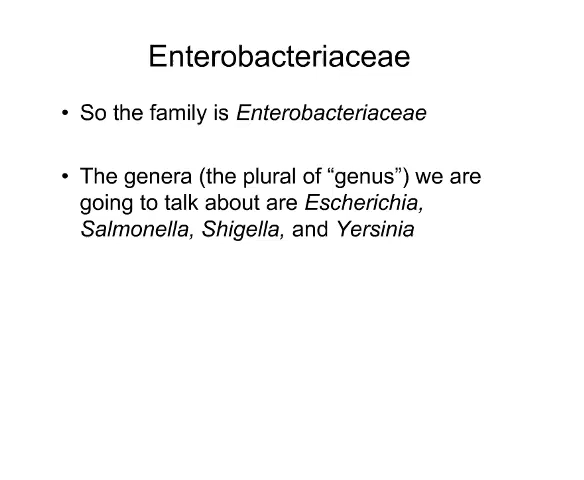 Enterobacteriaceae
• So the family is Enterobacteriaceae
• The genera (the plural of “genus”) we are
going to talk about are Escherichia,
Salmonella, Shigella, and Yersinia